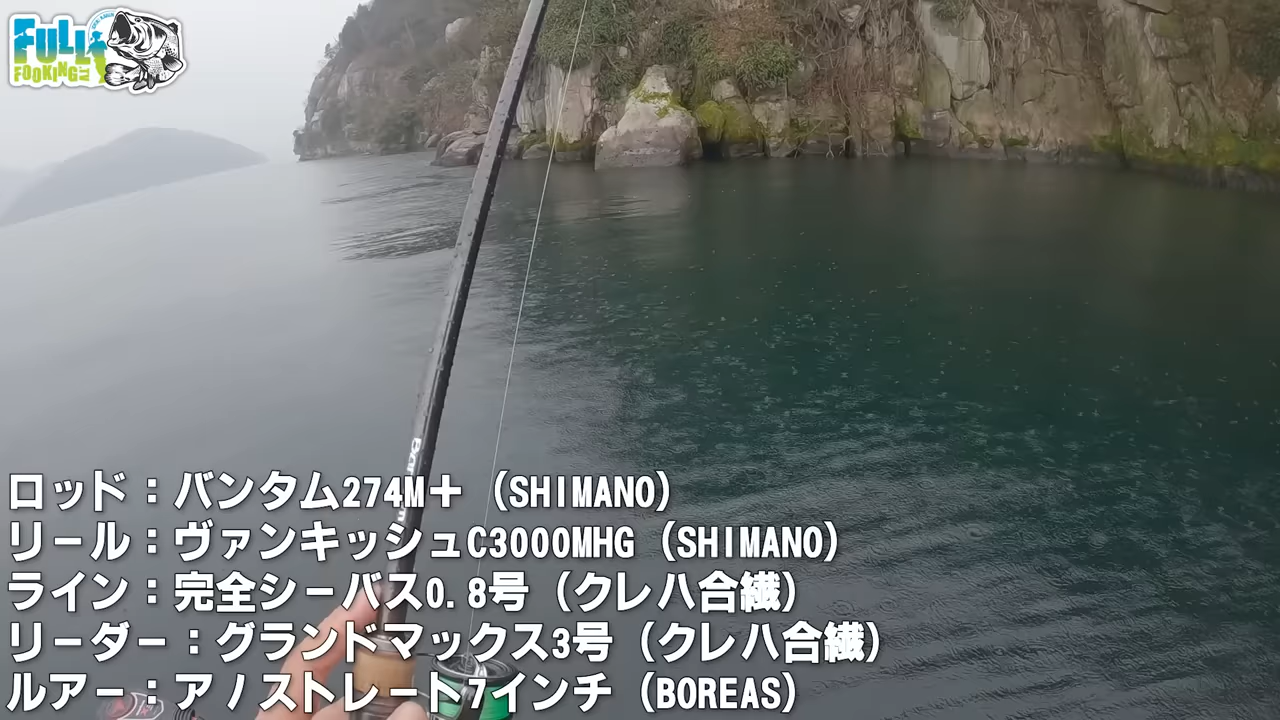 FULL
FOOKING
ロッド：バンタム274M＋（SHIMANO）
リール：ヴァンキッシュC3000MHG（SHIMANO）
ライン：完全シーバス0.8号（クレハ合繊）
リーダー：グランドマックス3号（クレハ合繊）
ルアー：アノストレート7インチ（BOREAS）